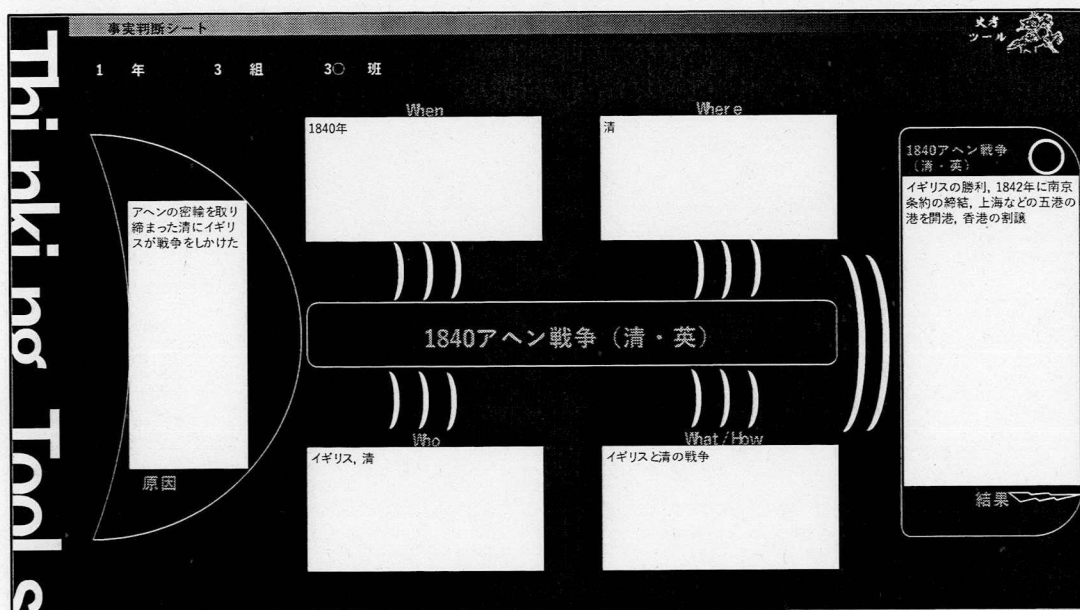 事実判断シート
史考
ツール
1 年 3 組 3○ 班
Thinking Tools
When
1840年
Where
清
アヘンの密輸を取り
締まった清にイギリ
スが戦争をしかけた
原因
1840アヘン戦争（清・英）
Who
イギリス, 清
What/How
イギリスと清の戦争
1840アヘン戦争
（清・英）
イギリスの勝利, 1842年に南京
条約の締結, 上海などの五港の
港を開港, 香港の割譲
結果